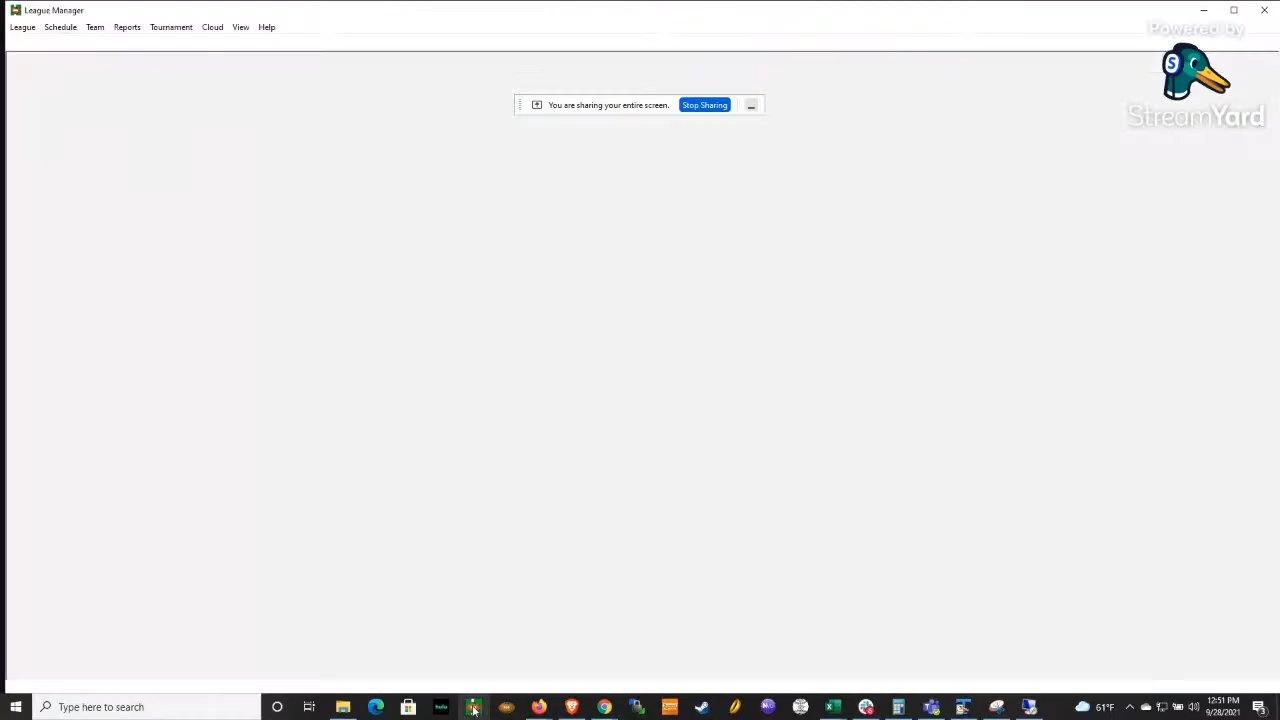 League Manager
League Schedule Team Reports Tournament Cloud View Help
Powered by
S
StreamYard
You are sharing your entire screen. Stop Sharing
Type here to search
hulu
61°F
12:51 PM
9/28/2021